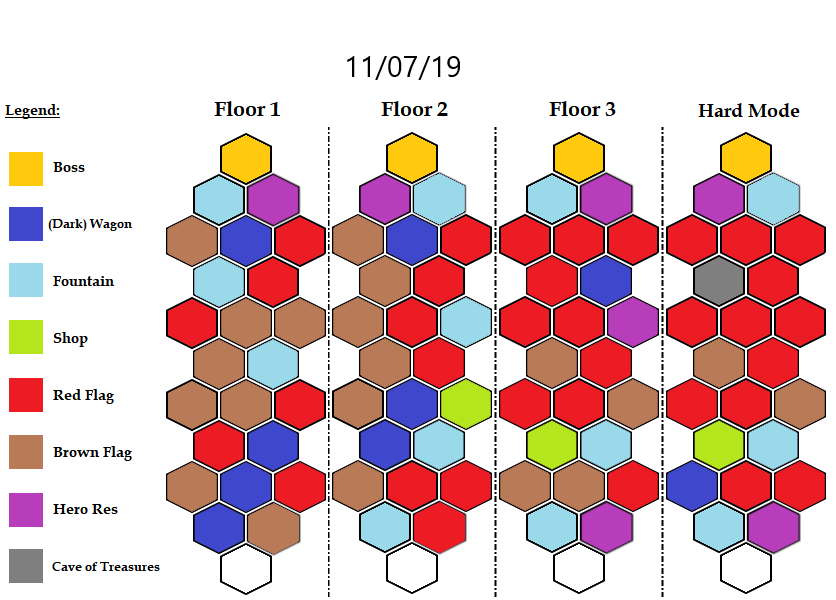 11/07/19
Legend:
Floor 1
Floor 2
Floor 3
Hard Mode
Boss
(Dark) Wagon
Fountain
Shop
Red Flag
Brown Flag
Hero Res
Cave of Treasures